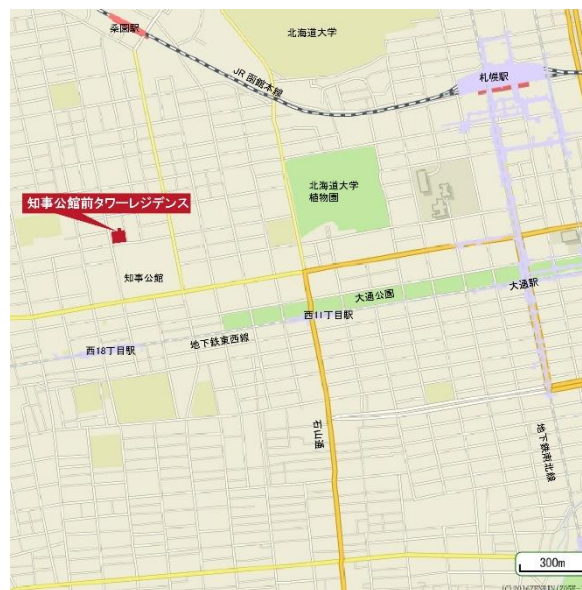 桑園駅
北海道大学
JR函館本線
札幌駅
北海道大学
植物園
知事公館前タワーレジデンス
知事公館
大通公園
大通駅
西11丁目駅
地下鉄東西線
西18丁目駅
石山通
地下鉄南北線
300m